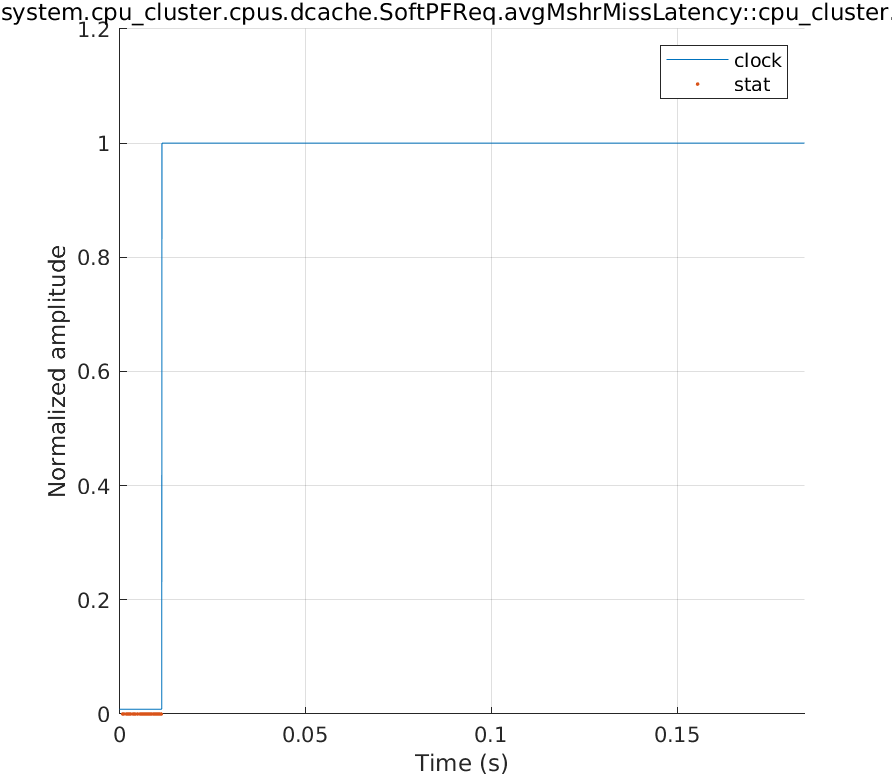 system.cpu_cluster.cpus.dcache.SoftPFReq.avgMshrMissLatency::cpu_cluster.
1.2
1
0.8
0.6
0.4
0.2
0
Normalized amplitude
clock
stat
0
0.05
0.1
0.15
Time (s)